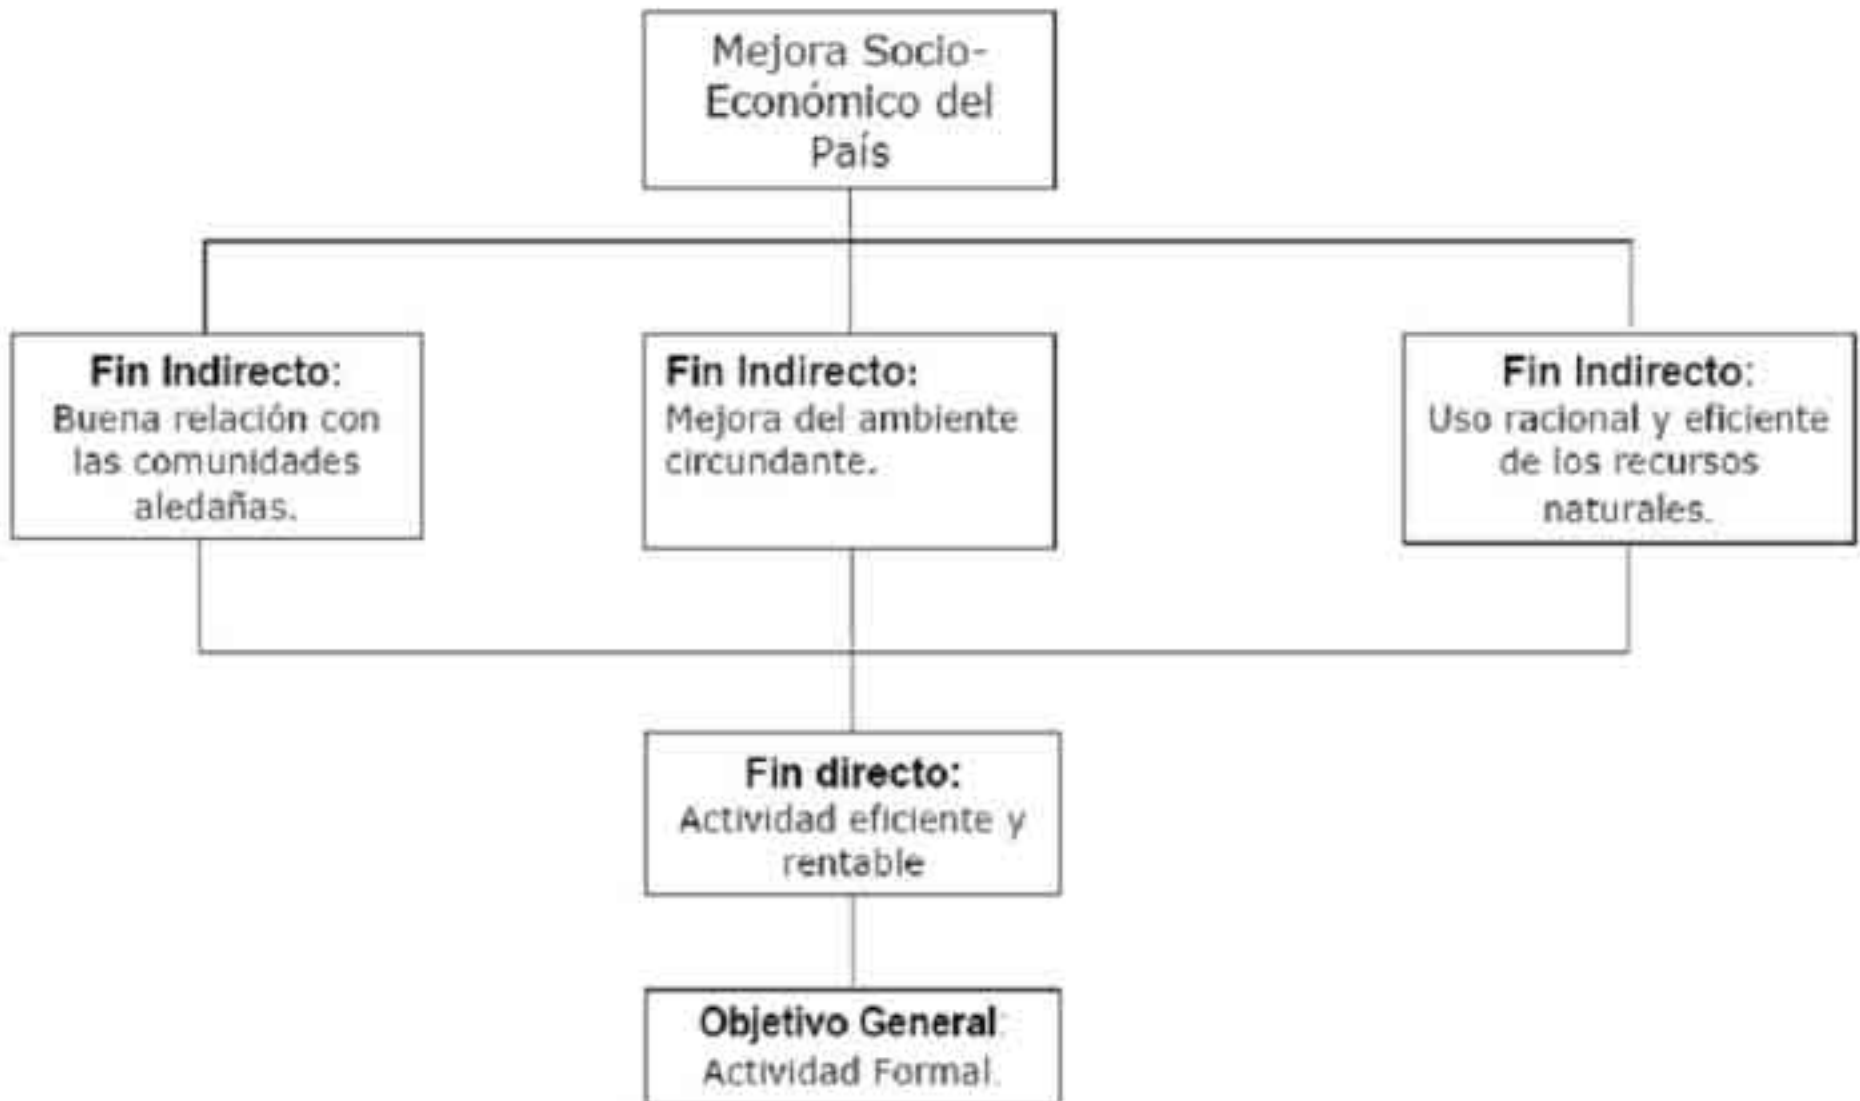 Mejora Socio-
Económico del
País
Fin Indirecto:
Buena relación con
las comunidades
aledañas.
Fin Indirecto:
Mejora del ambiente
circundante.
Fin Indirecto:
Uso racional y eficiente
de los recursos
naturales.
Fin directo:
Actividad eficiente y
rentable
Objetivo General:
Actividad Formal.